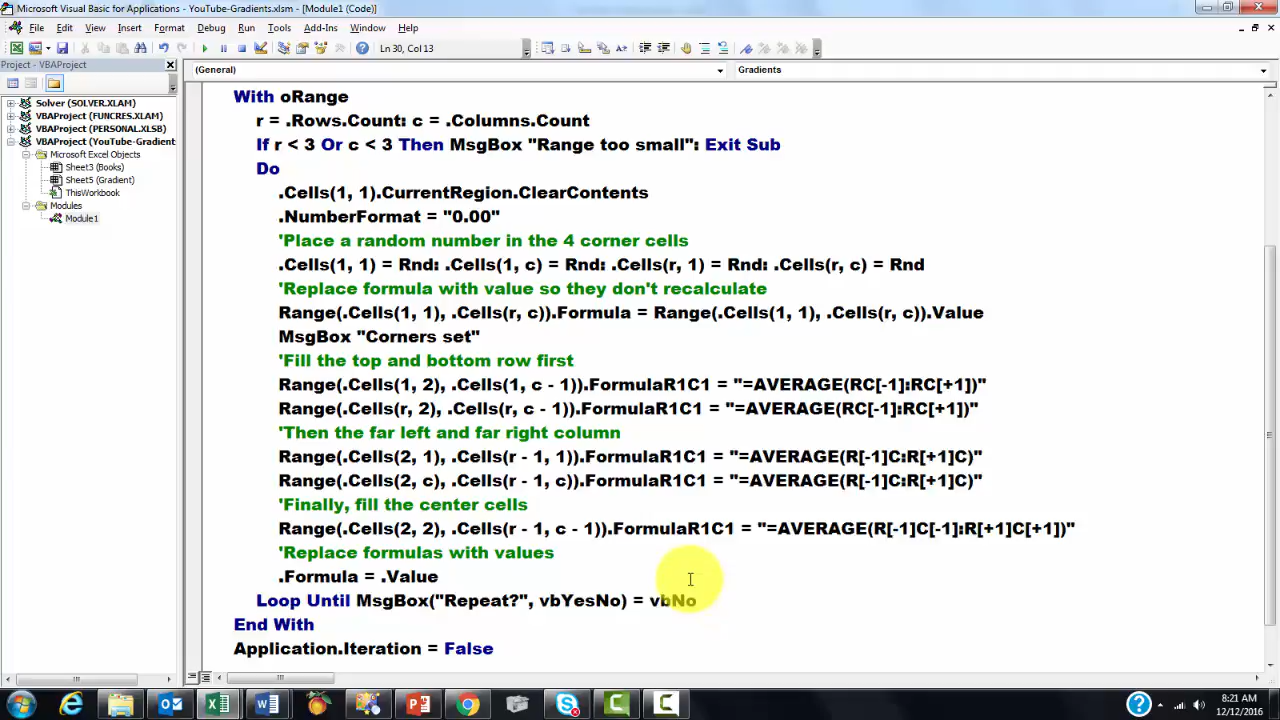 Microsoft Visual Basic for Applications - YouTube-Gradients.xlsm - [Module1 (Code)]
File Edit View Insert Format Debug Run Tools Add-Ins Window Help
Ln 30, Col 13
Project - VBAProject
(General) Gradients
Solver (SOLVER.XLAM)
VBAProject (FUNCRES.XLAM)
VBAProject (PERSONAL.XLSB)
VBAProject (YouTube-Gradient
Microsoft Excel Objects
Sheet3 (Books)
Sheet5 (Gradient)
ThisWorkbook
Modules
Module1
With oRange
r = .Rows.Count: c = .Columns.Count
If r < 3 Or c < 3 Then MsgBox "Range too small": Exit Sub
Do
.Cells(1, 1).CurrentRegion.ClearContents
.NumberFormat = "0.00"
'Place a random number in the 4 corner cells
.Cells(1, 1) = Rnd: .Cells(1, c) = Rnd: .Cells(r, 1) = Rnd: .Cells(r, c) = Rnd
'Replace formula with value so they don't recalculate
Range(.Cells(1, 1), .Cells(r, c)).Formula = Range(.Cells(1, 1), .Cells(r, c)).Value
MsgBox "Corners set"
'Fill the top and bottom row first
Range(.Cells(1, 2), .Cells(1, c - 1)).FormulaR1C1 = "=AVERAGE(RC[-1]:RC[+1])"
Range(.Cells(r, 2), .Cells(r, c - 1)).FormulaR1C1 = "=AVERAGE(RC[-1]:RC[+1])"
'Then the far left and far right column
Range(.Cells(2, 1), .Cells(r - 1, 1)).FormulaR1C1 = "=AVERAGE(R[-1]C:R[+1]C)"
Range(.Cells(2, c), .Cells(r - 1, c)).FormulaR1C1 = "=AVERAGE(R[-1]C:R[+1]C)"
'Finally, fill the center cells
Range(.Cells(2, 2), .Cells(r - 1, c - 1)).FormulaR1C1 = "=AVERAGE(R[-1]C[-1]:R[+1]C[+1])"
'Replace formulas with values
.Formula = .Value
Loop Until MsgBox("Repeat?", vbYesNo) = vbNo
End With
Application.Iteration = False
8:21 AM
12/12/2016